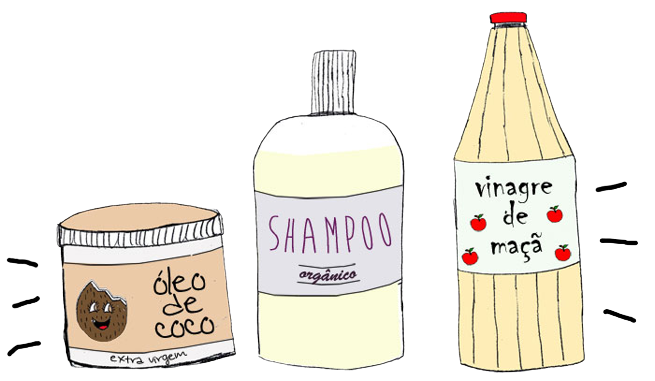 óleo
de
coco
extra virgem
SHAMPOO
orgânico
vinagre
de
maçã